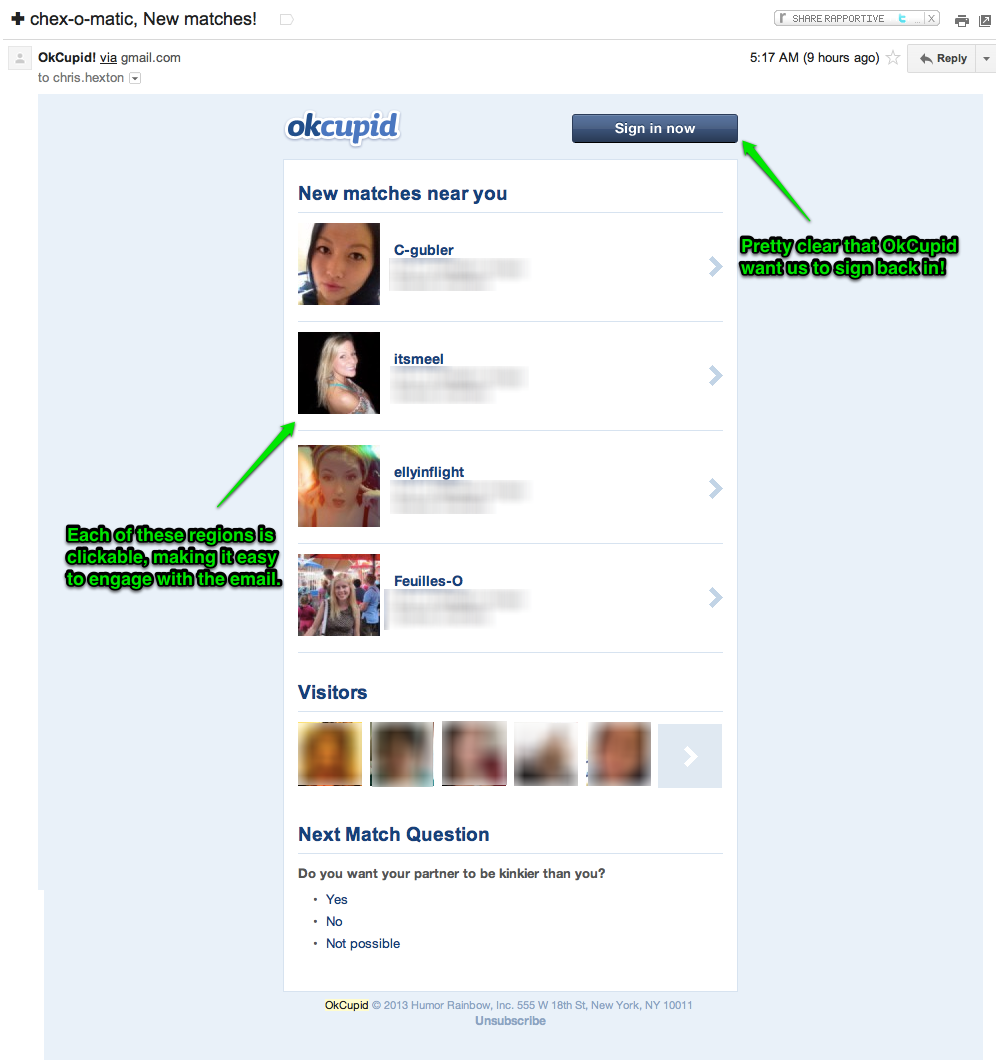 ✚ chex-o-matic, New matches!
SHARE RAPPORTIVE ... X
OkCupid! via gmail.com
5:17 AM (9 hours ago)
Reply
to chris.hexton
okcupid
Sign in now
New matches near you
C-gubler
Pretty clear that OkCupid
want us to sign back in!
itsmeel
ellyinflight
Each of these regions is
clickable, making it easy
to engage with the email.
Feuilles-O
Visitors
Next Match Question
Do you want your partner to be kinkier than you?
• Yes
• No
• Not possible
OkCupid © 2013 Humor Rainbow, Inc. 555 W 18th St, New York, NY 10011
Unsubscribe